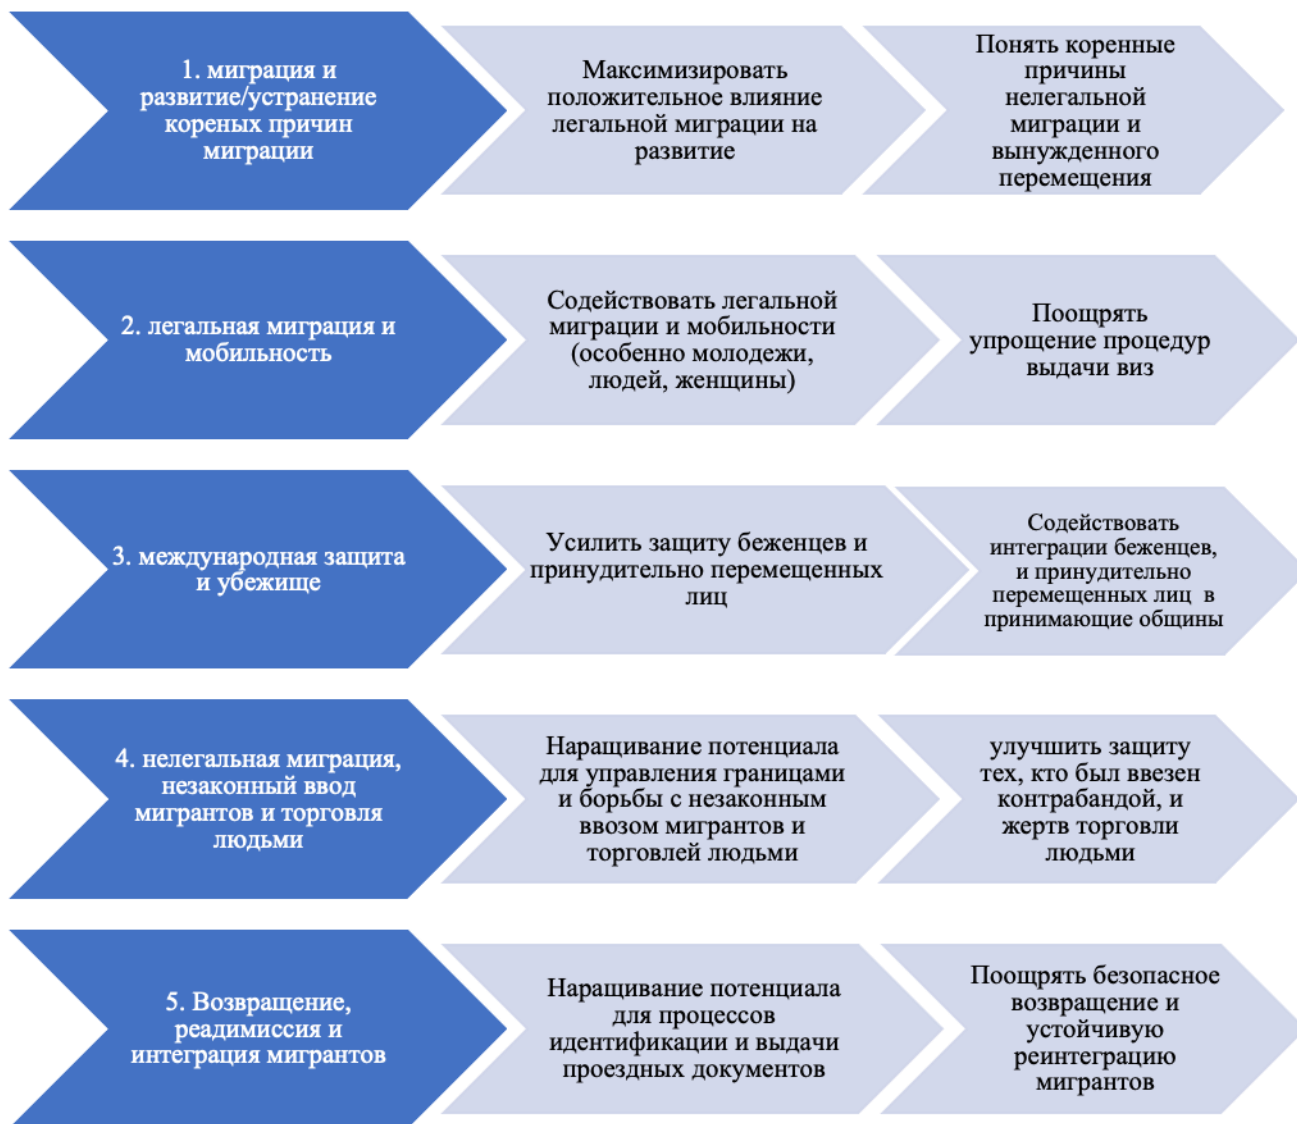 1. миграция и
развитие/устранение
кореных причин
миграции
Максимизировать
положительное влияние
легальной миграции на
развитие
Понять коренные
причины
нелегальной
миграции и
вынужденного
перемещения
2. легальная миграция и
мобильность
Содействовать легальной
миграции и мобильности
(особенно молодежи,
людей, женщины)
Поощрять
упрощение процедур
выдачи виз
3. международная защита
и убежище
Усилить защиту беженцев и
принудительно перемещенных
лиц
Содействовать
интеграции беженцев,
и принудительно
перемещенных лиц в
принимающие общины
4. нелегальная миграция,
незаконный ввод
мигрантов и торговля
людьми
Наращивание потенциала
для управления границами
и борьбы с незаконным
ввозом мигрантов и
торговлей людьми
улучшить защиту
тех, кто был ввезен
контрабандой, и
жертв торговли
людьми
5. Возвращение,
реадимиссия и
интеграция мигрантов
Наращивание потенциала
для процессов
идентификации и выдачи
проездных документов
Поощрять безопасное
возвращение и
устойчивую
реинтеграцию
мигрантов